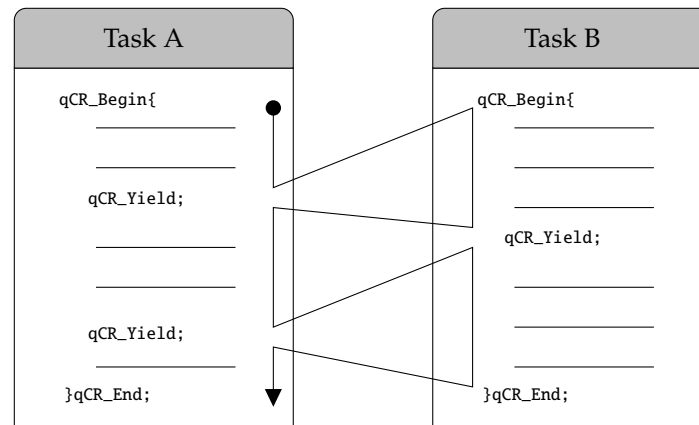 Task A
qCR_Begin{
qCR_Yield;
qCR_Yield;
}qCR_End;
Task B
qCR_Begin{
qCR_Yield;
}qCR_End;